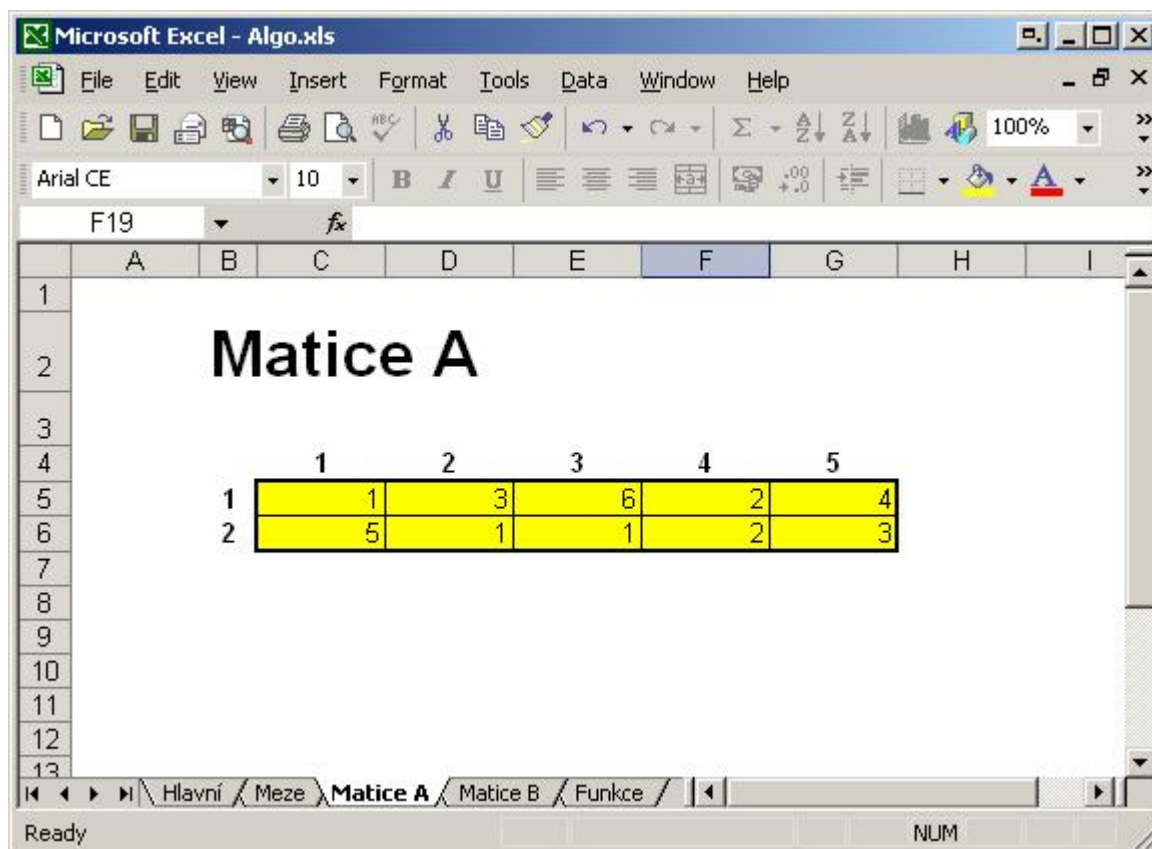 Microsoft Excel - Algo.xls
File Edit View Insert Format Tools Data Window Help
ABC Σ A Z Z A 100%
Arial CE 10 B I U ,00 +,0 A
F19 fx
A B C D E F G H I
1
2 Matice A
3
4 1 2 3 4 5
5 1 1 3 6 2 4
6 2 5 1 1 2 3
7
8
9
10
11
12
13
Hlavní Meze Matice A Matice B Funkce
Ready NUM